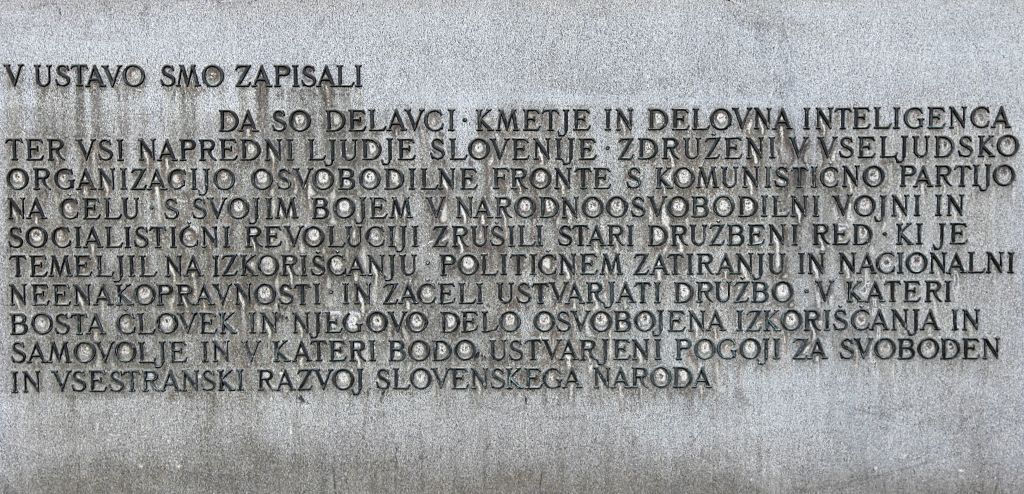 V USTAVO SMO ZAPISALI
DA SO DELAVCI · KMETJE IN DELOVNA INTELIGENCA
TER VSI NAPREDNI LJUDJE SLOVENIJE · ZDRUŽENI V VSELJUDSKO
ORGANIZACIJO OSVOBODILNE FRONTE S KOMUNISTIČNO PARTIJO
NA ČELU · S SVOJIM BOJEM V NARODNOOSVOBODILNI VOJNI IN
SOCIALISTIČNI REVOLUCIJI ZRUŠILI STARI DRUŽBENI RED · KI JE
TEMELJIL NA IZKORIŠČANJU · POLITIČNEM ZATIRANJU IN NACIONALNI
NEENAKOPRAVNOSTI · IN ZAČELI USTVARJATI DRUŽBO · V KATERI
BOSTA ČLOVEK IN NJEGOVO DELO OSVOBOJENA IZKORIŠČANJA IN
SAMOVOLJE IN V KATERI BODO USTVARJENI POGOJI ZA SVOBODEN
IN VSESTRANSKI RAZVOJ SLOVENSKEGA NARODA